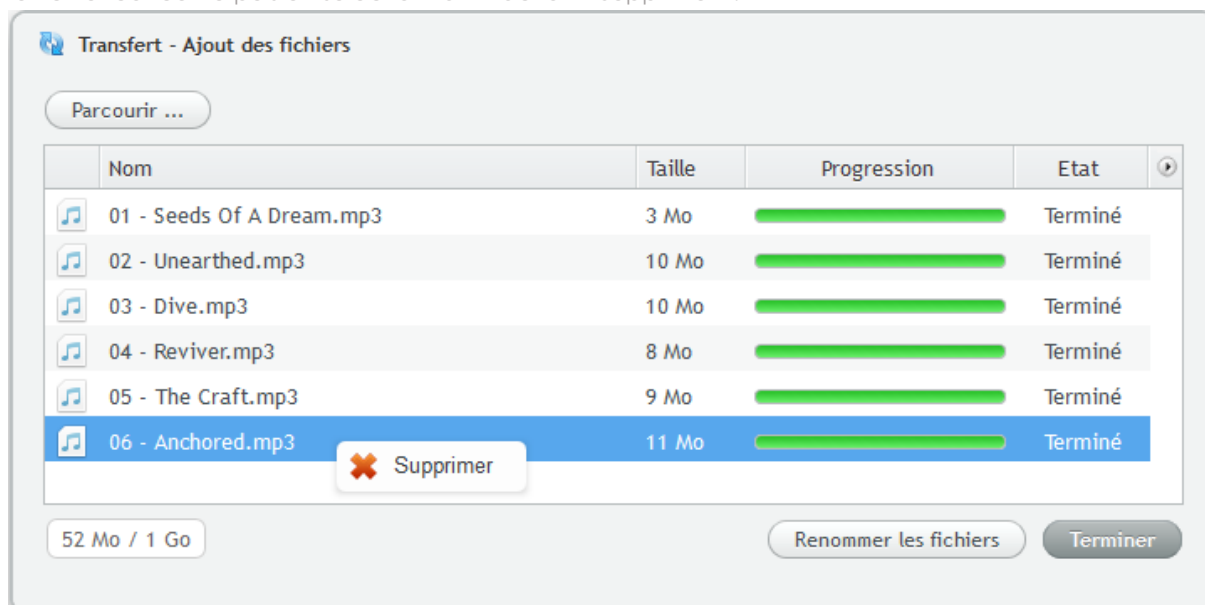 Transfert - Ajout des fichiers
Parcourir ...
Nom Taille Progression Etat
01 - Seeds Of A Dream.mp3 3 Mo Terminé
02 - Unearthed.mp3 10 Mo Terminé
03 - Dive.mp3 10 Mo Terminé
04 - Reviver.mp3 8 Mo Terminé
05 - The Craft.mp3 9 Mo Terminé
06 - Anchored.mp3 11 Mo Terminé
Supprimer
52 Mo / 1 Go Renommer les fichiers Terminer